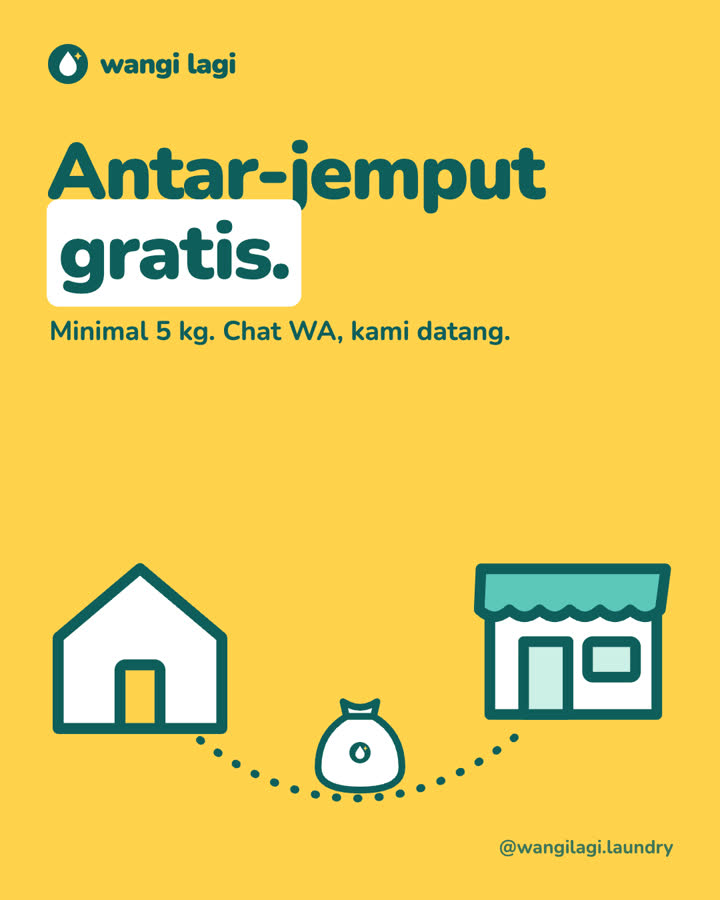 wangi lagi
Antar-jemput
gratis.
Minimal 5 kg. Chat WA, kami datang.
@wangilagi.laundry